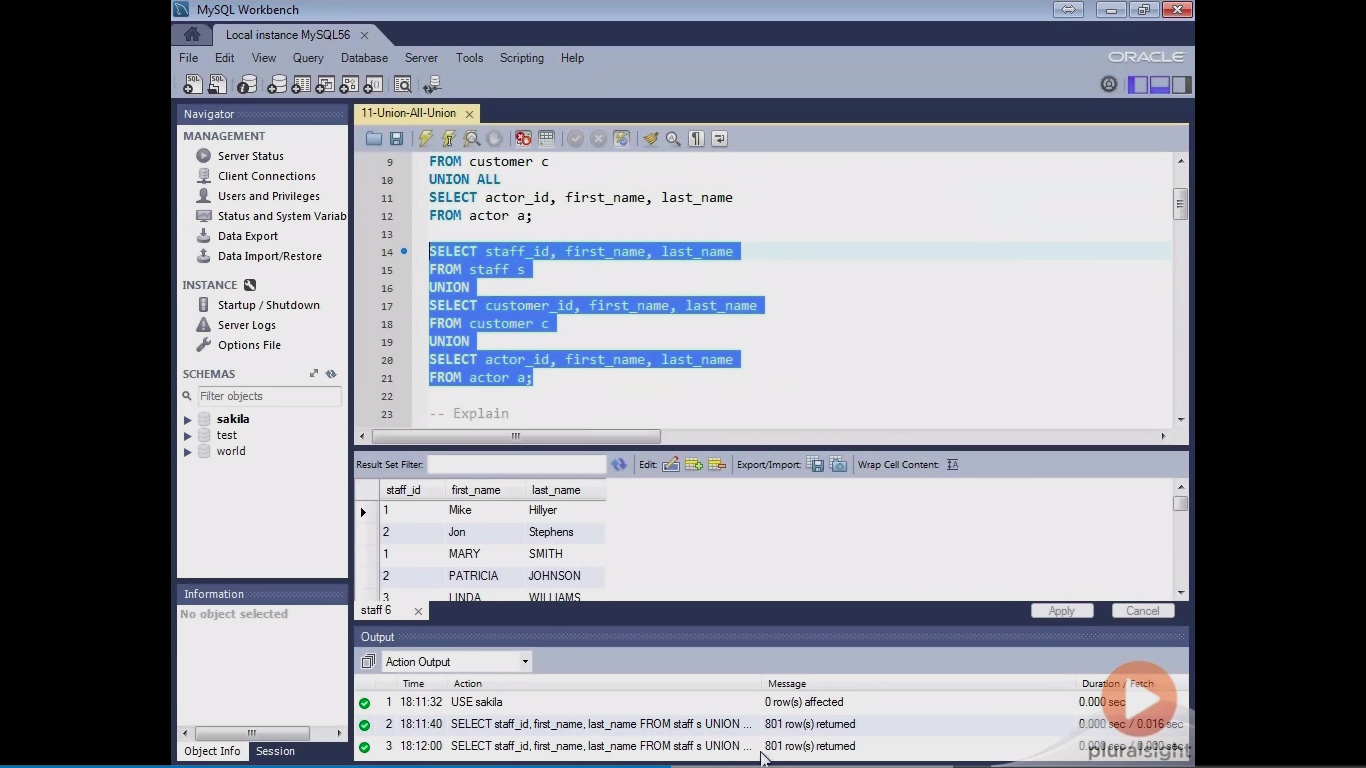 MySQL Workbench
Local instance MySQL56
File Edit View Query Database Server Tools Scripting Help
ORACLE
Navigator
MANAGEMENT
Server Status
Client Connections
Users and Privileges
Status and System Variab
Data Export
Data Import/Restore
INSTANCE
Startup / Shutdown
Server Logs
Options File
SCHEMAS
Filter objects
sakila
test
world
Information
No object selected
Object Info Session
11-Union-All-Union
9 FROM customer c
10 UNION ALL
11 SELECT actor_id, first_name, last_name
12 FROM actor a;
13
14 SELECT staff_id, first_name, last_name
15 FROM staff s
16 UNION
17 SELECT customer_id, first_name, last_name
18 FROM customer c
19 UNION
20 SELECT actor_id, first_name, last_name
21 FROM actor a;
22
23 -- Explain
Result Set Filter: Edit: Export/Import: Wrap Cell Content: IA
staff_id first_name last_name
1 Mike Hillyer
2 Jon Stephens
1 MARY SMITH
2 PATRICIA JOHNSON
3 LINDA WILLIAMS
staff 6
Apply Cancel
Output
Action Output
Time Action Message Duration / Fetch
1 18:11:32 USE sakila 0 row(s) affected 0.000 sec
2 18:11:40 SELECT staff_id, first_name, last_name FROM staff s UNION ... 801 row(s) returned 0.000 sec / 0.016 sec
3 18:12:00 SELECT staff_id, first_name, last_name FROM staff s UNION ... 801 row(s) returned 0.000 sec / 0.000 sec
pluralsight